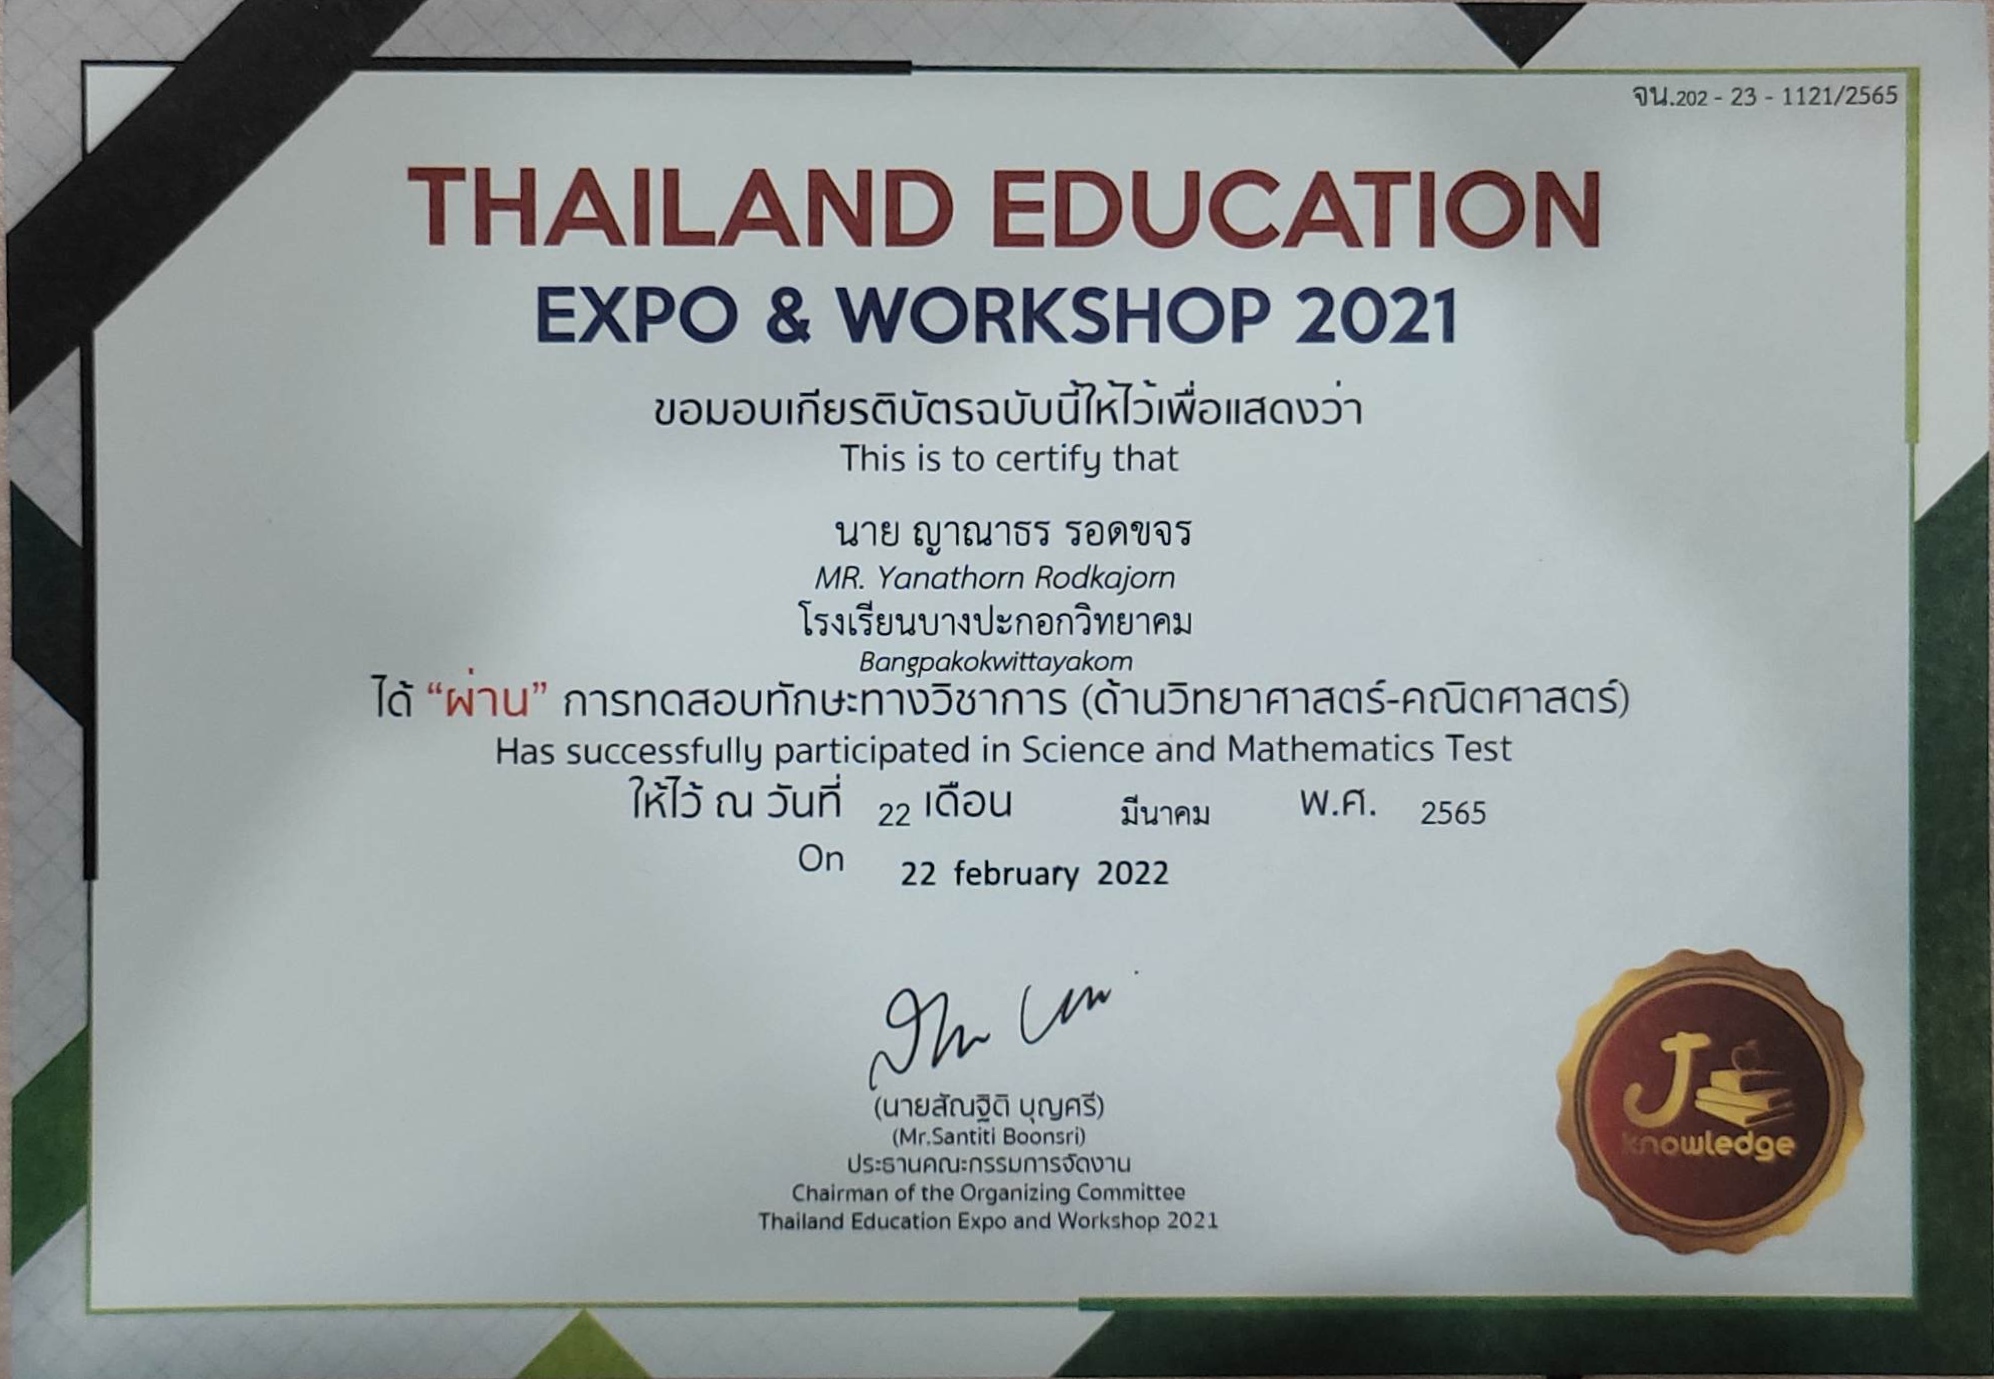 จน.202 - 23 - 1121/2565
THAILAND EDUCATION
EXPO & WORKSHOP 2021
ขอมอบเกียรติบัตรฉบับนี้ให้ไว้เพื่อแสดงว่า
This is to certify that
นาย ญาณาธร รอดขจร
MR. Yanathorn Rodkajorn
โรงเรียนบางปะกอกวิทยาคม
Bangpakokwittayakom
ได้ “ผ่าน” การทดสอบทักษะทางวิชาการ (ด้านวิทยาศาสตร์-คณิตศาสตร์)
Has successfully participated in Science and Mathematics Test
ให้ไว้ ณ วันที่ 22 เดือน มีนาคม พ.ศ. 2565
On 22 february 2022
(นายสัณฐิติ บุญศรี)
(Mr.Santiti Boonsri)
ประธานคณะกรรมการจัดงาน
Chairman of the Organizing Committee
Thailand Education Expo and Workshop 2021
J
knowledge